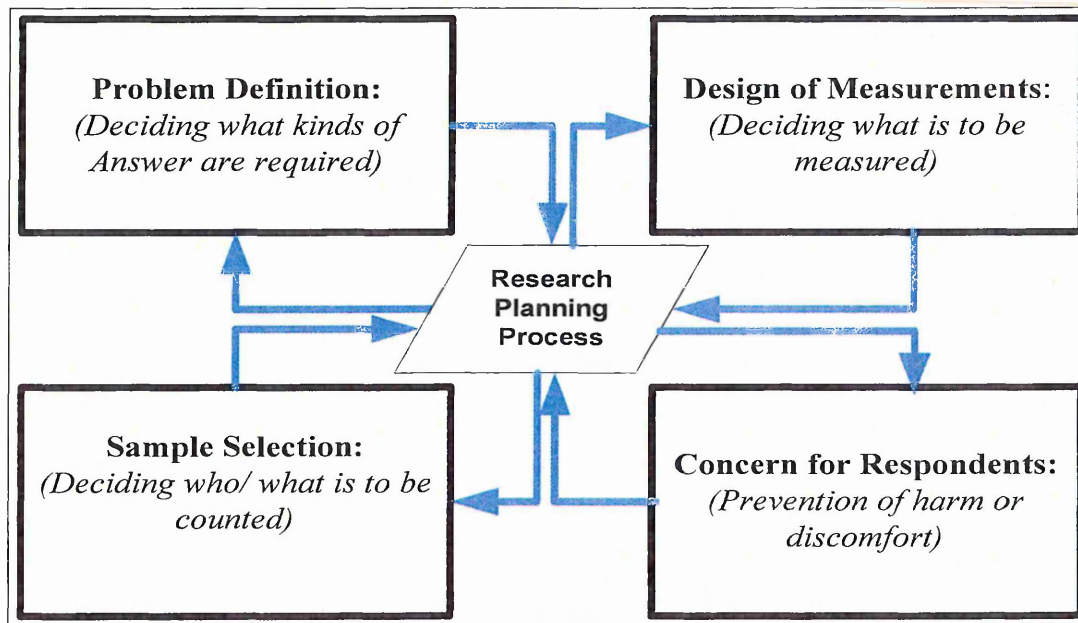 Problem Definition:
(Deciding what kinds of
Answer are required)
Design of Measurements:
(Deciding what is to be
measured)
Research
Planning
Process
Sample Selection:
(Deciding who/ what is to be
counted)
Concern for Respondents:
(Prevention of harm or
discomfort)